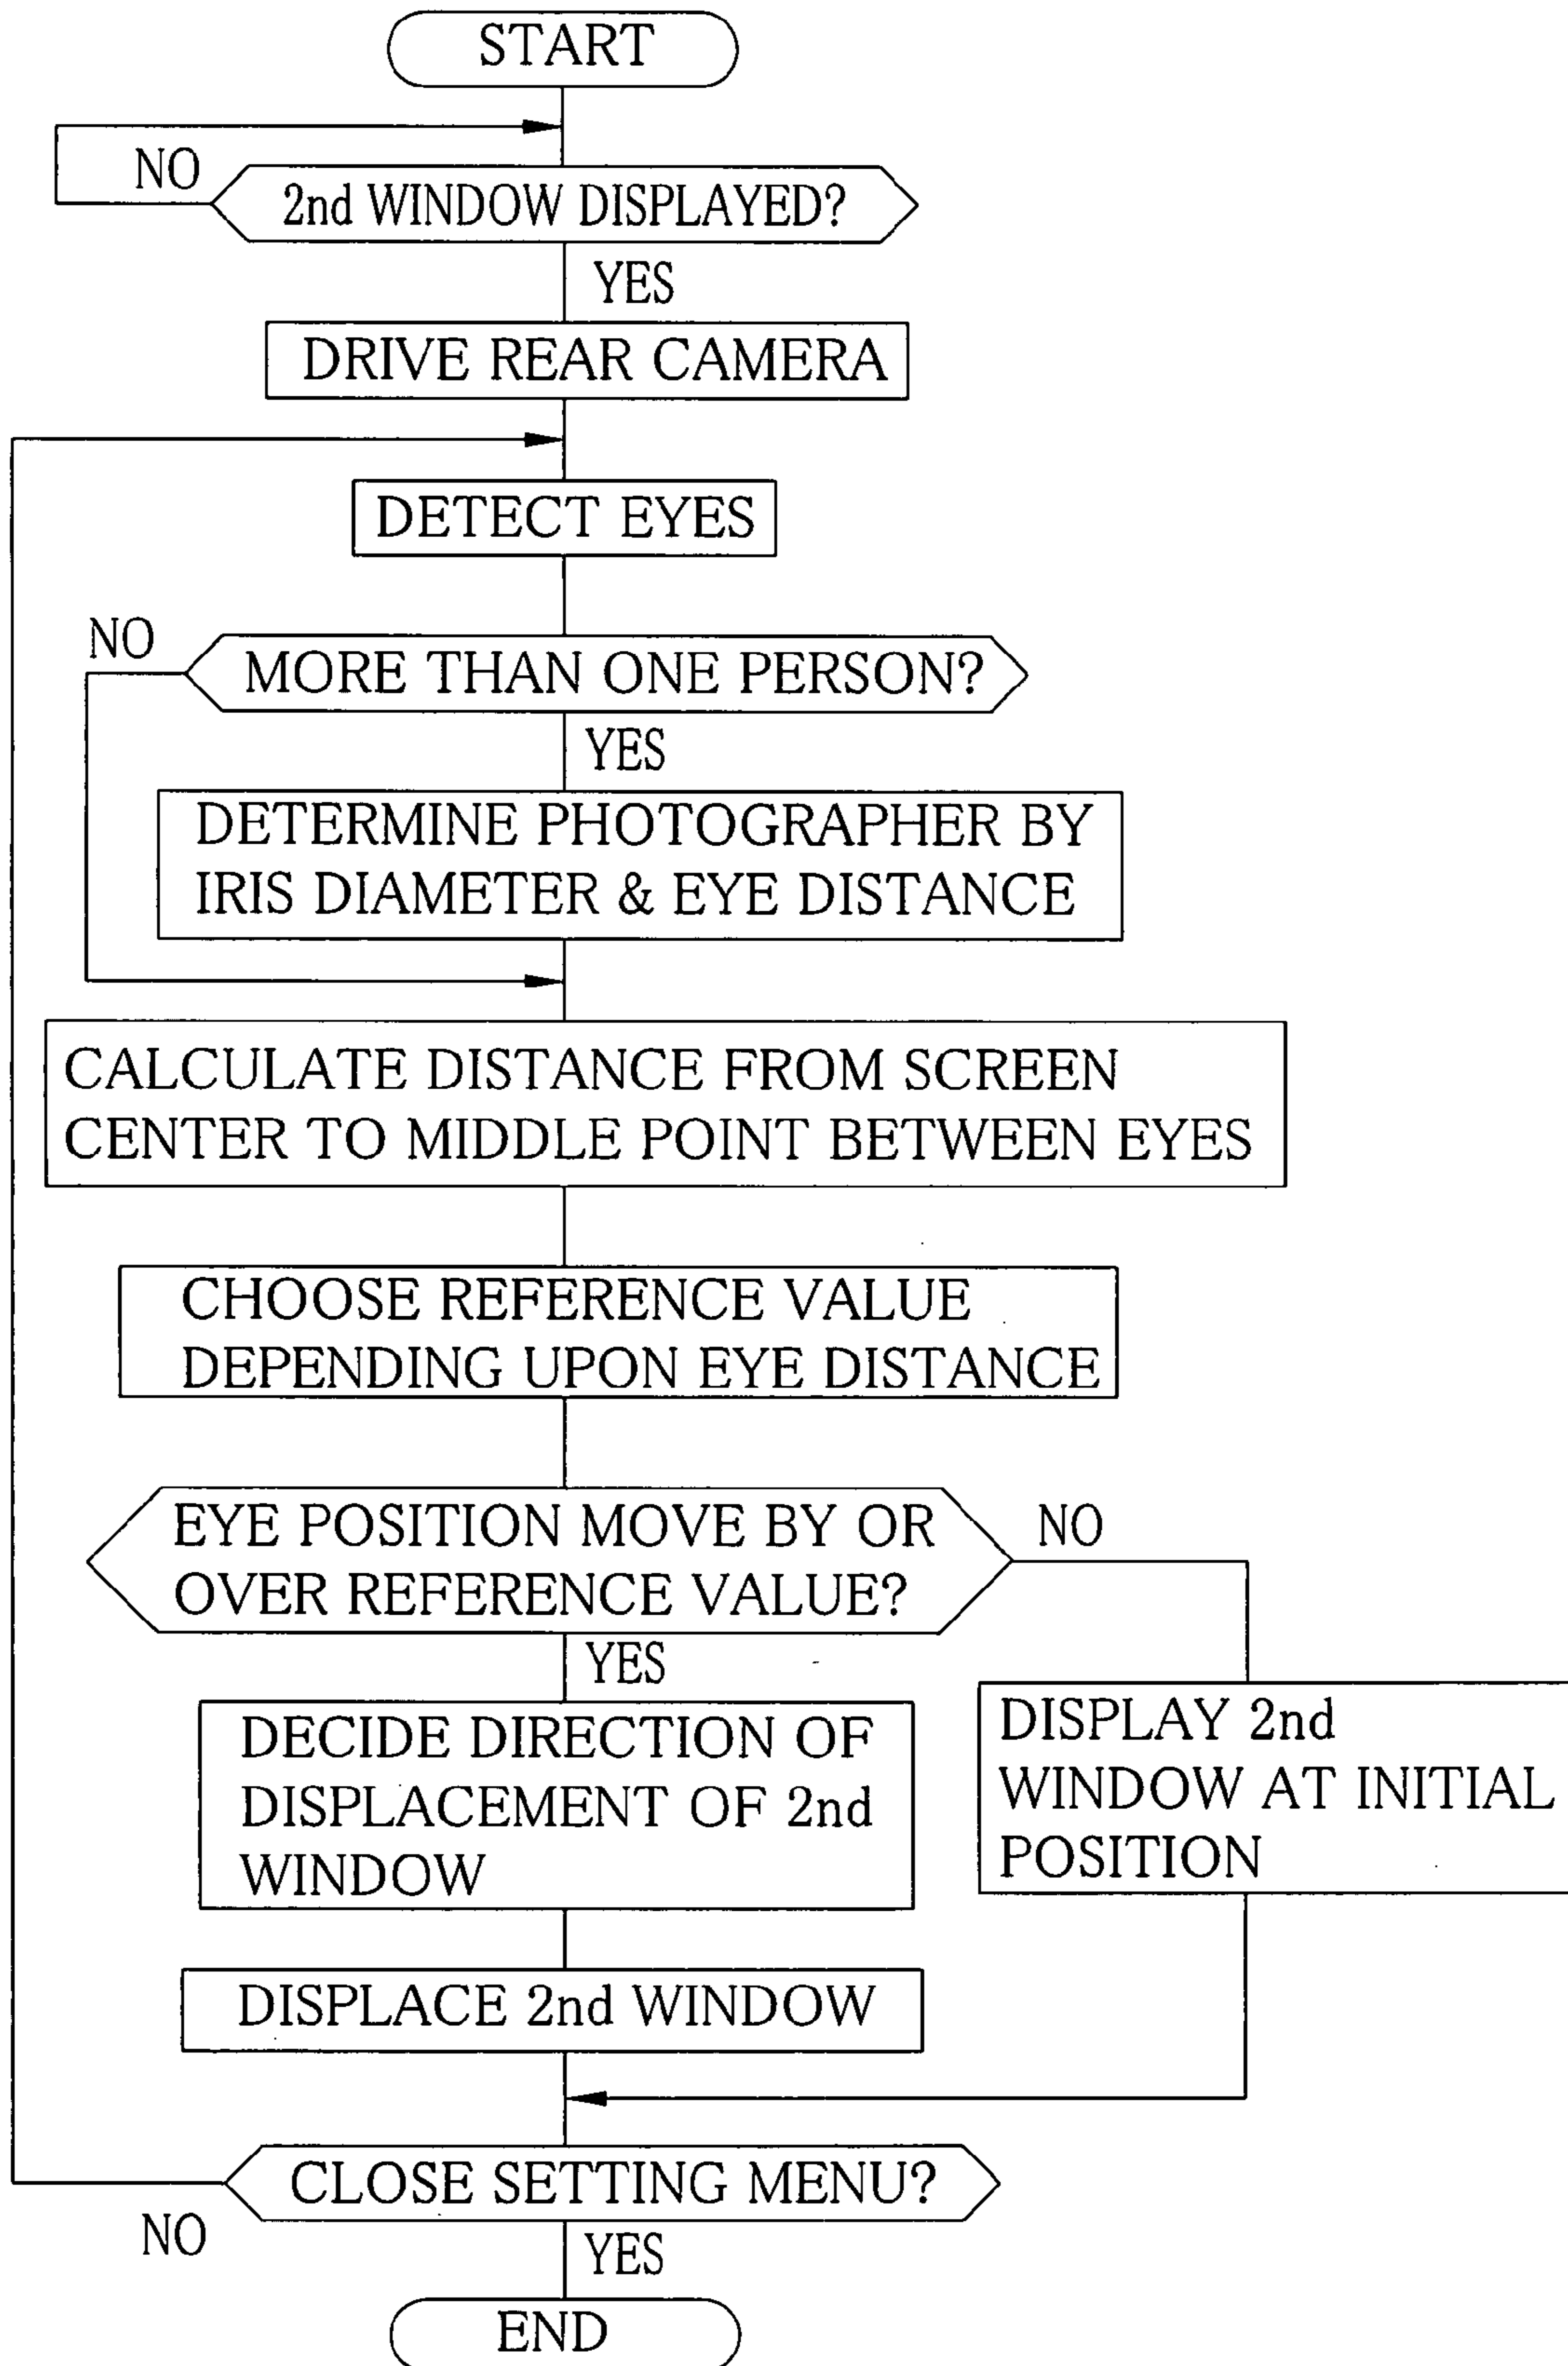 START
NO
2nd WINDOW DISPLAYED?
YES
DRIVE REAR CAMERA
DETECT EYES
NO
MORE THAN ONE PERSON?
YES
DETERMINE PHOTOGRAPHER BY
IRIS DIAMETER & EYE DISTANCE
CALCULATE DISTANCE FROM SCREEN
CENTER TO MIDDLE POINT BETWEEN EYES
CHOOSE REFERENCE VALUE
DEPENDING UPON EYE DISTANCE
EYE POSITION MOVE BY OR
OVER REFERENCE VALUE?
NO
YES
DECIDE DIRECTION OF
DISPLACEMENT OF 2nd
WINDOW
DISPLAY 2nd
WINDOW AT INITIAL
POSITION
DISPLACE 2nd WINDOW
CLOSE SETTING MENU?
NO
YES
END